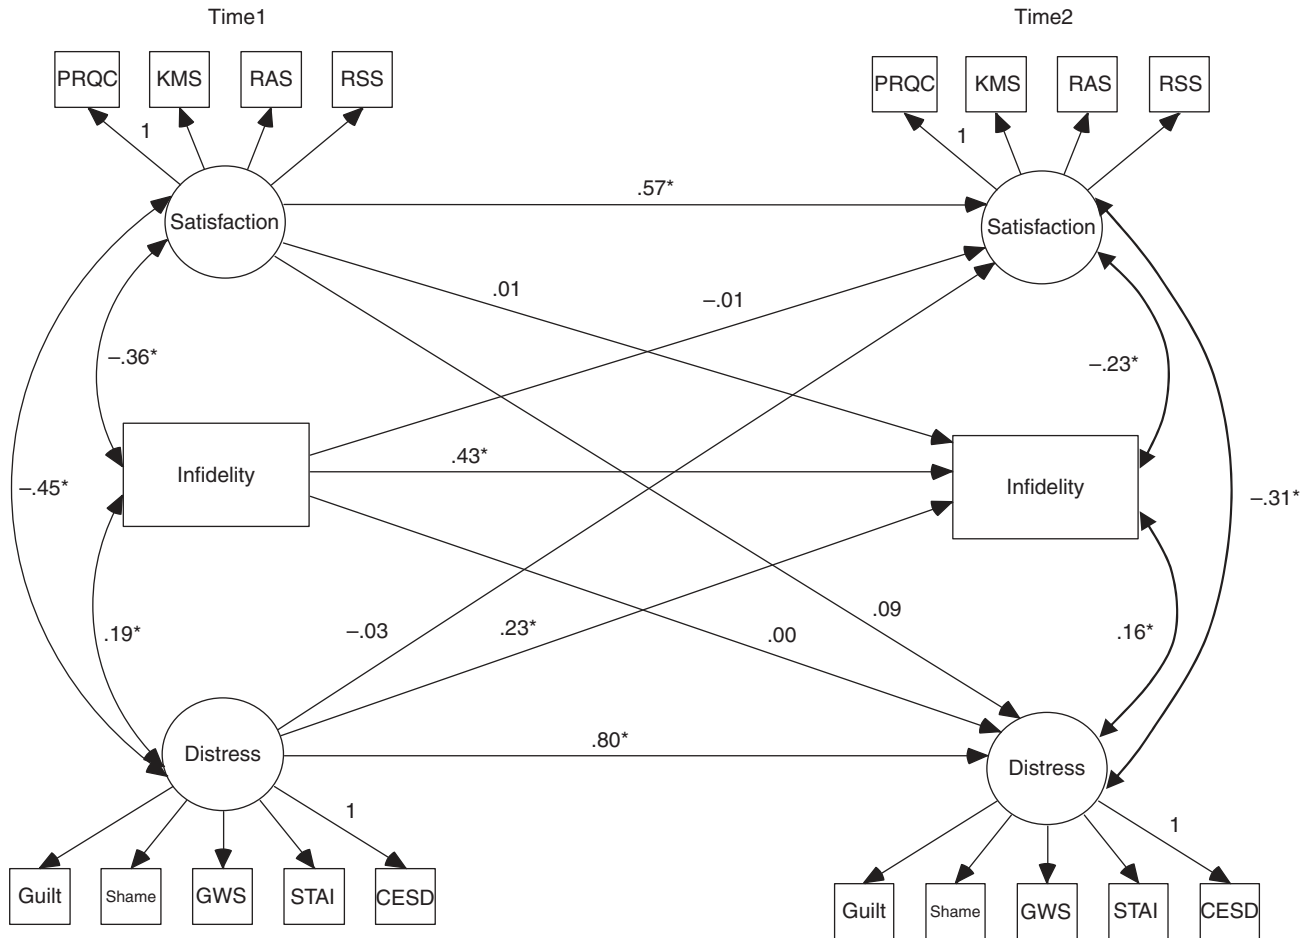 Time1 Time2
PRQC KMS RAS RSS PRQC KMS RAS RSS
1 1
.57*
Satisfaction Satisfaction
.01 –.01
–.36* –.23*
.43*
Infidelity Infidelity
–.45* –.31*
.09
–.03 .23* .00
.19* .16*
.80*
Distress Distress
1 1
Guilt Shame GWS STAI CESD Guilt Shame GWS STAI CESD